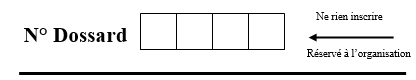 Ne rien inscrire
N° Dossard
Réservé à l'organisation